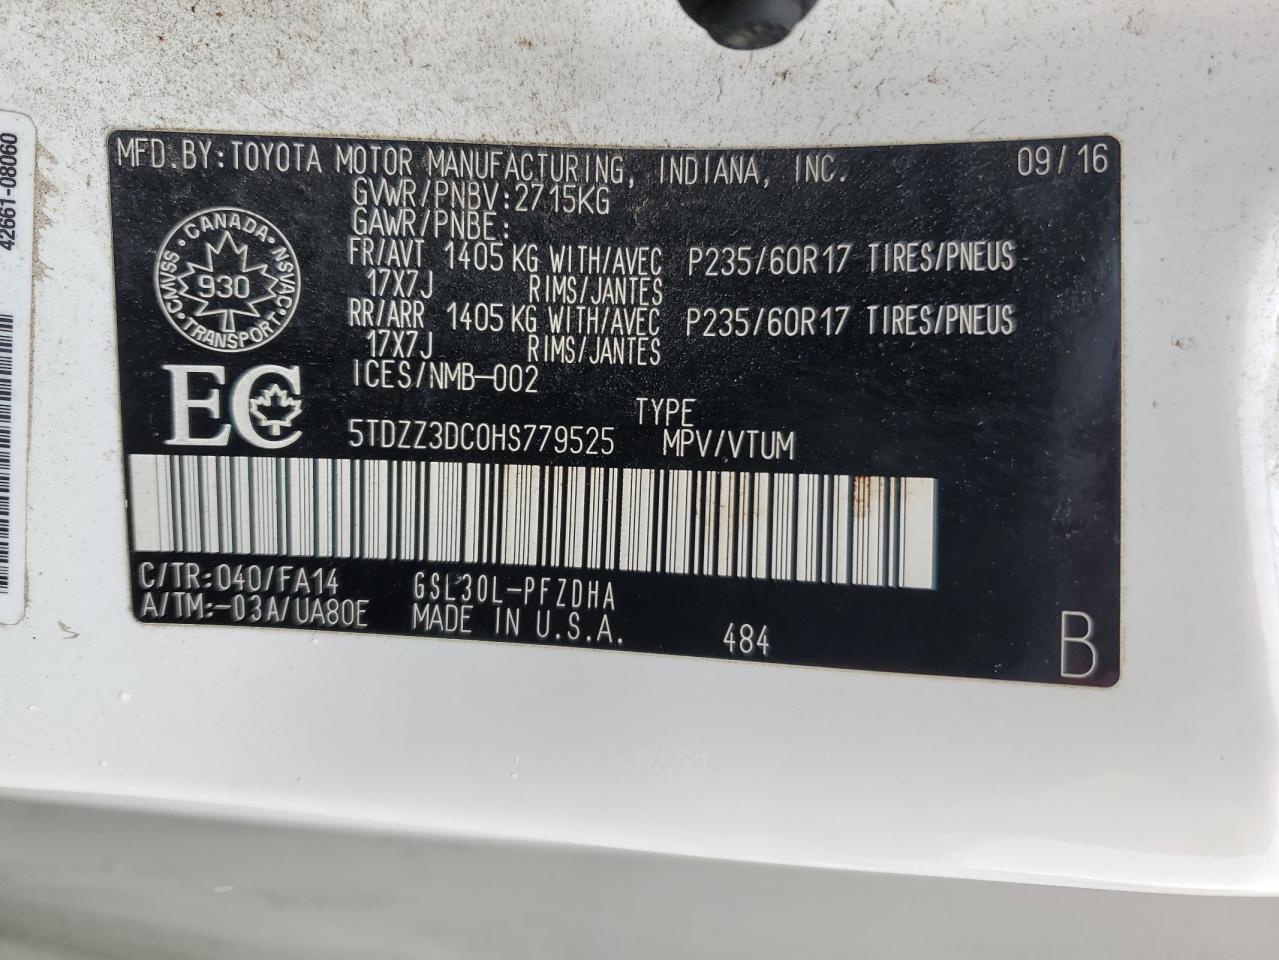 42661-08060
MFD.BY:TOYOTA MOTOR MANUFACTURING, INDIANA, INC. 09/16
GVWR/PNBV:2715KG
GAWR/PNBE:
FR/AVT 1405 KG WITH/AVEC P235/60R17 TIRES/PNEUS
17X7J RIMS/JANTES
RR/ARR 1405 KG WITH/AVEC P235/60R17 TIRES/PNEUS
17X7J RIMS/JANTES
ICES/NMB-002
CANADA
CMVSS 930 NSVAC
TRANSPORT
EC
TYPE
5TDZZ3DC0HS779525 MPV/VTUM
C/TR:040/FA14 GSL30L-PFZDHA
A/TM:-03A/UA80E MADE IN U.S.A. 484
B